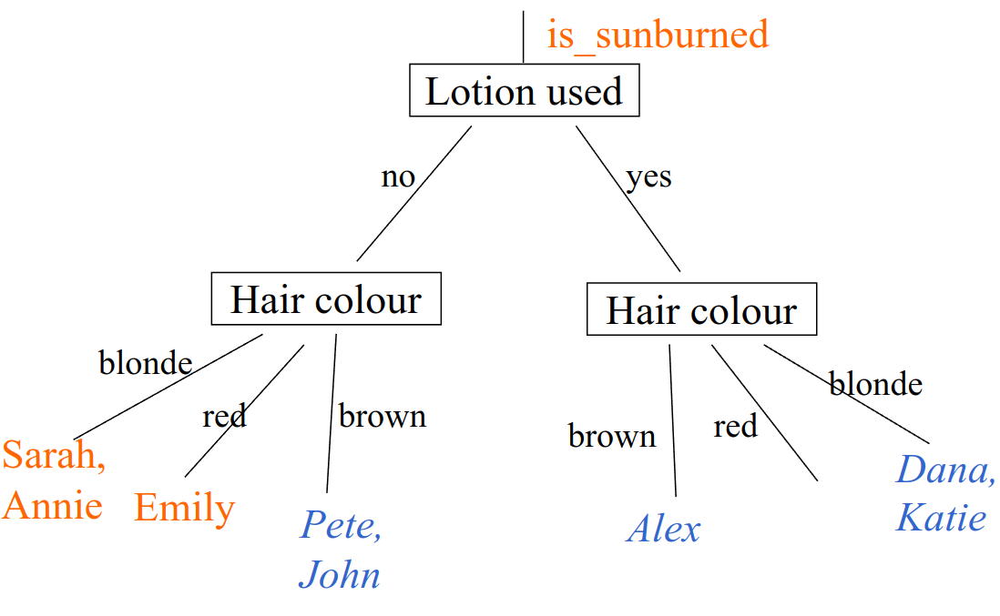 is_sunburned
Lotion used
no
yes
Hair colour
Hair colour
blonde
red
brown
brown
red
blonde
Sarah,
Annie
Emily
Pete,
John
Alex
Dana,
Katie